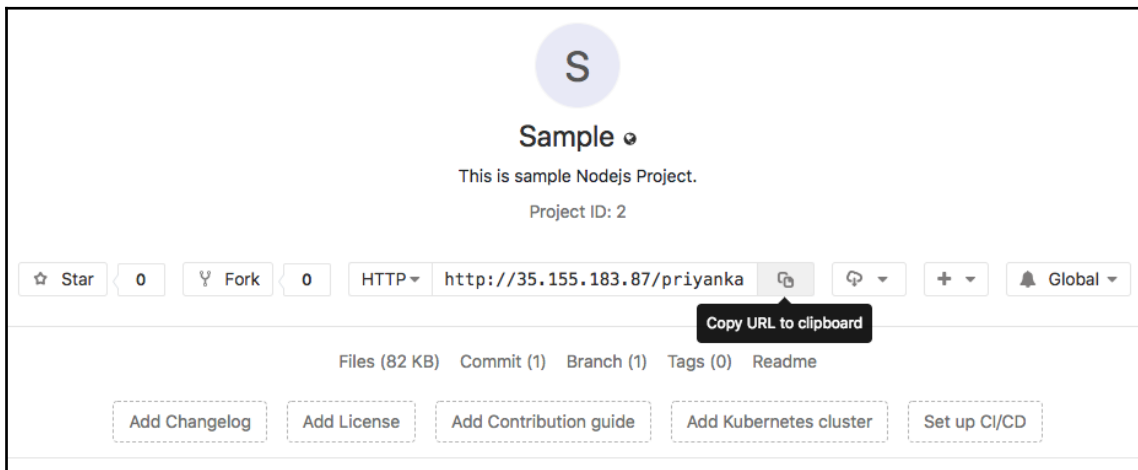 S
Sample
This is sample Nodejs Project.
Project ID: 2
Star 0 Fork 0 HTTP http://35.155.183.87/priyanka Global
Copy URL to clipboard
Files (82 KB) Commit (1) Branch (1) Tags (0) Readme
Add Changelog Add License Add Contribution guide Add Kubernetes cluster Set up CI/CD